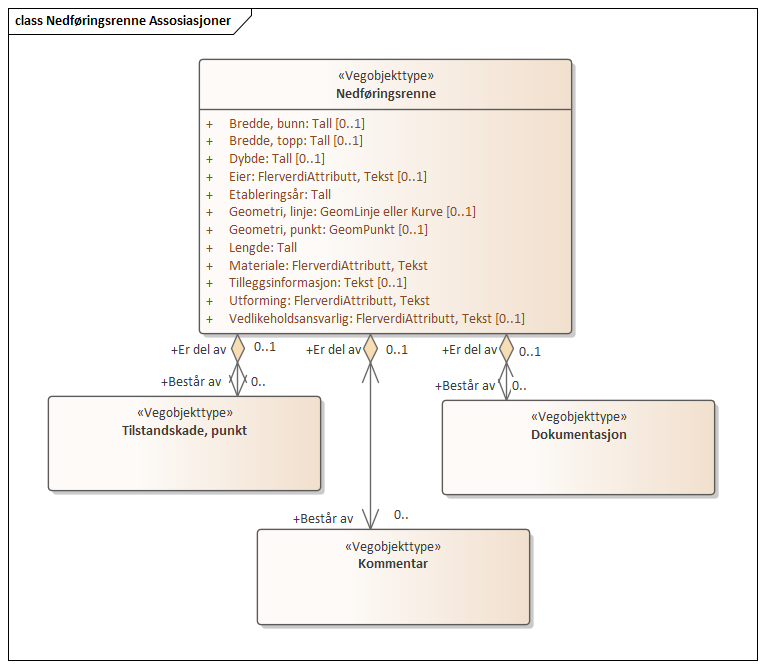 class Nedføringsrenne Assosiasjoner
«Vegobjekttype»
Nedføringsrenne
+ Bredde, bunn: Tall [0..1]
+ Bredde, topp: Tall [0..1]
+ Dybde: Tall [0..1]
+ Eier: FlerverdiAttributt, Tekst [0..1]
+ Etableringsår: Tall
+ Geometri, linje: GeomLinje eller Kurve [0..1]
+ Geometri, punkt: GeomPunkt [0..1]
+ Lengde: Tall
+ Materiale: FlerverdiAttributt, Tekst
+ Tilleggsinformasjon: Tekst [0..1]
+ Utforming: FlerverdiAttributt, Tekst
+ Vedlikeholdsansvarlig: FlerverdiAttributt, Tekst [0..1]
+Er del av 0..1 +Er del av 0..1 +Er del av 0..1
+Består av 0.. +Består av 0..
«Vegobjekttype»
Tilstandskade, punkt
«Vegobjekttype»
Dokumentasjon
+Består av 0..
«Vegobjekttype»
Kommentar